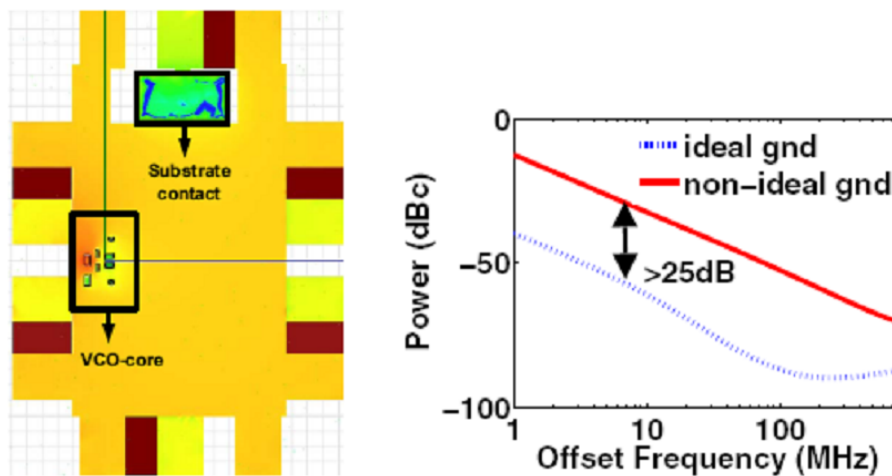 Substrate
contact
VCO-core
0
-50
-100
Power (dBc)
ideal gnd
non-ideal gnd
>25dB
1
10
100
Offset Frequency (MHz)